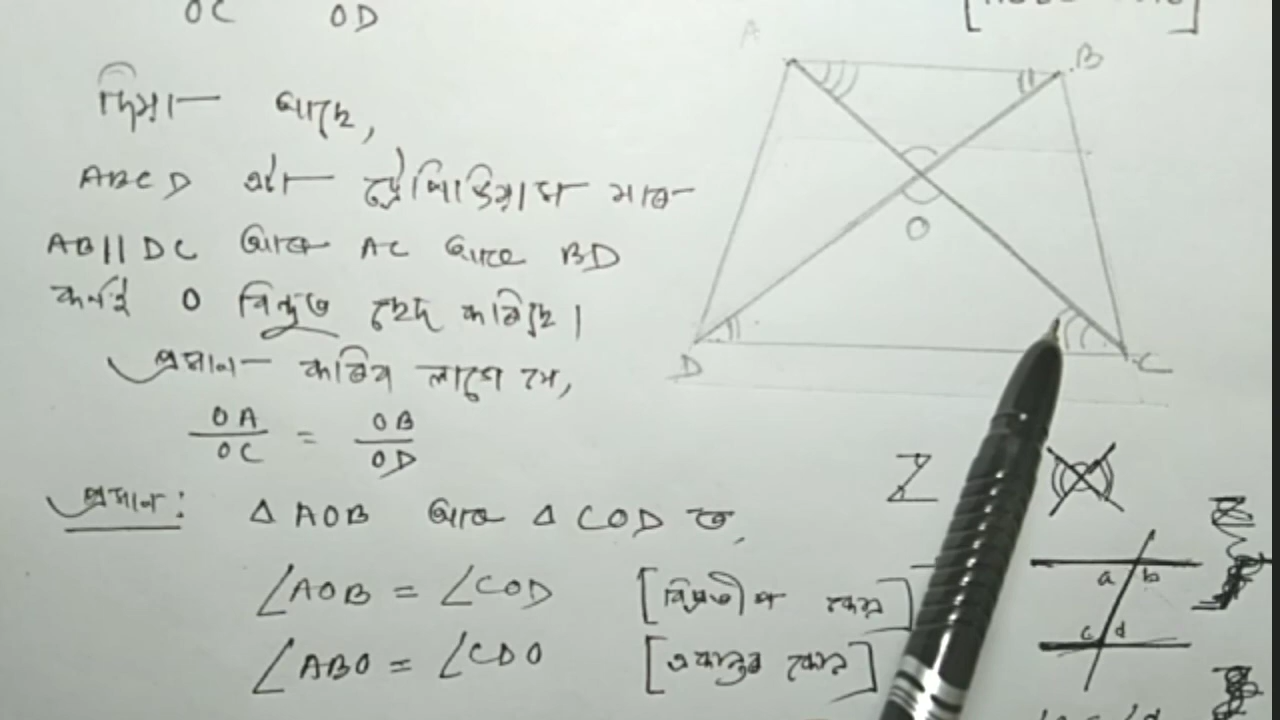 OC OD
দিয়া আছে,
ABCD এটা ট্ৰেপিজিয়াম যাৰ
AB||DC আৰু AC আৰু BD
কৰ্ণই O বিন্দুত ছেদ কৰিছে।
প্ৰমাণ কৰিব লাগে যে,
OA/OC = OB/OD
প্ৰমাণ: Δ AOB আৰু Δ COD ত,
∠AOB = ∠COD [বিপ্ৰতীপ কোণ]
∠ABO = ∠CDO [একান্তৰ কোণ]
A
B
O
D
C
Z
a b
c d